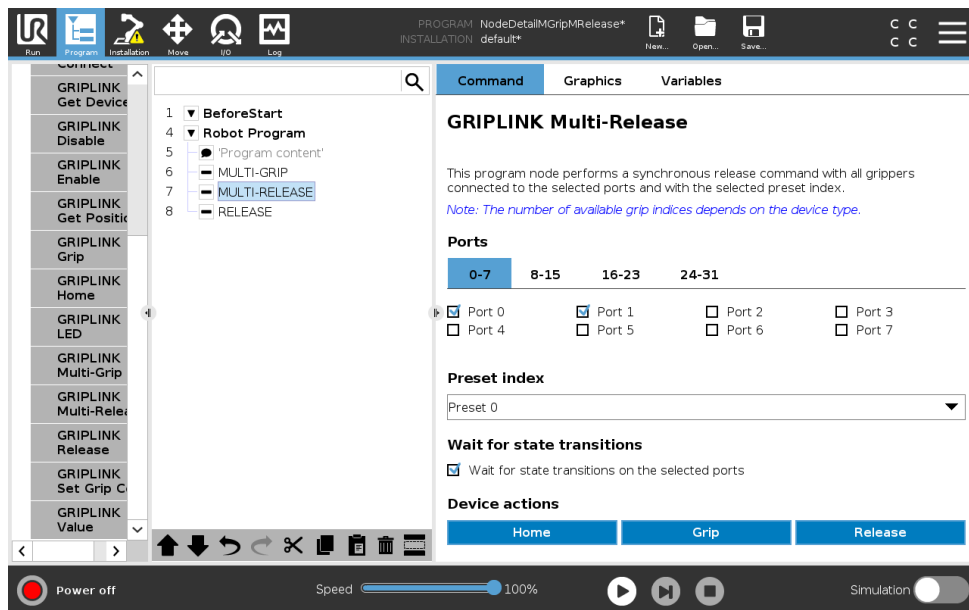 PROGRAM NodeDetailMGripMRelease*
INSTALLATION default*
Run
Program
Installation
Move
I/O
Log
New...
Open...
Save...
C C
C C
GRIPLINK
Get Device
GRIPLINK
Disable
GRIPLINK
Enable
GRIPLINK
Get Positic
GRIPLINK
Grip
GRIPLINK
Home
GRIPLINK
LED
GRIPLINK
Multi-Grip
GRIPLINK
Multi-Relea
GRIPLINK
Release
GRIPLINK
Set Grip C
GRIPLINK
Value
1 BeforeStart
4 Robot Program
5 'Program content'
6 MULTI-GRIP
7 MULTI-RELEASE
8 RELEASE
Command Graphics Variables
GRIPLINK Multi-Release
This program node performs a synchronous release command with all grippers
connected to the selected ports and with the selected preset index.
Note: The number of available grip indices depends on the device type.
Ports
0-7 8-15 16-23 24-31
Port 0 Port 1 Port 2 Port 3
Port 4 Port 5 Port 6 Port 7
Preset index
Preset 0
Wait for state transitions
Wait for state transitions on the selected ports
Device actions
Home Grip Release
Power off
Speed 100%
Simulation